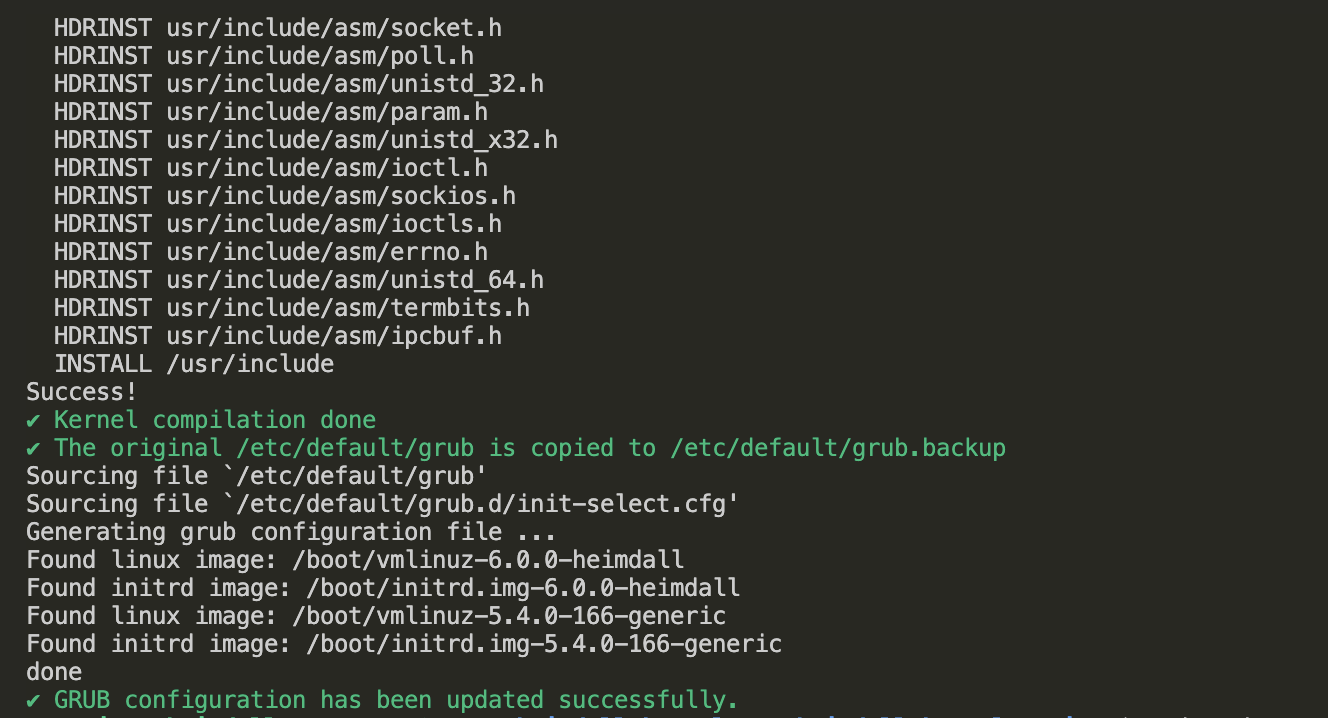 HDRINST usr/include/asm/socket.h
HDRINST usr/include/asm/poll.h
HDRINST usr/include/asm/unistd_32.h
HDRINST usr/include/asm/param.h
HDRINST usr/include/asm/unistd_x32.h
HDRINST usr/include/asm/ioctl.h
HDRINST usr/include/asm/sockios.h
HDRINST usr/include/asm/ioctls.h
HDRINST usr/include/asm/errno.h
HDRINST usr/include/asm/unistd_64.h
HDRINST usr/include/asm/termbits.h
HDRINST usr/include/asm/ipcbuf.h
INSTALL /usr/include
Success!
✔ Kernel compilation done
✔ The original /etc/default/grub is copied to /etc/default/grub.backup
Sourcing file `/etc/default/grub'
Sourcing file `/etc/default/grub.d/init-select.cfg'
Generating grub configuration file ...
Found linux image: /boot/vmlinuz-6.0.0-heimdall
Found initrd image: /boot/initrd.img-6.0.0-heimdall
Found linux image: /boot/vmlinuz-5.4.0-166-generic
Found initrd image: /boot/initrd.img-5.4.0-166-generic
done
✔ GRUB configuration has been updated successfully.